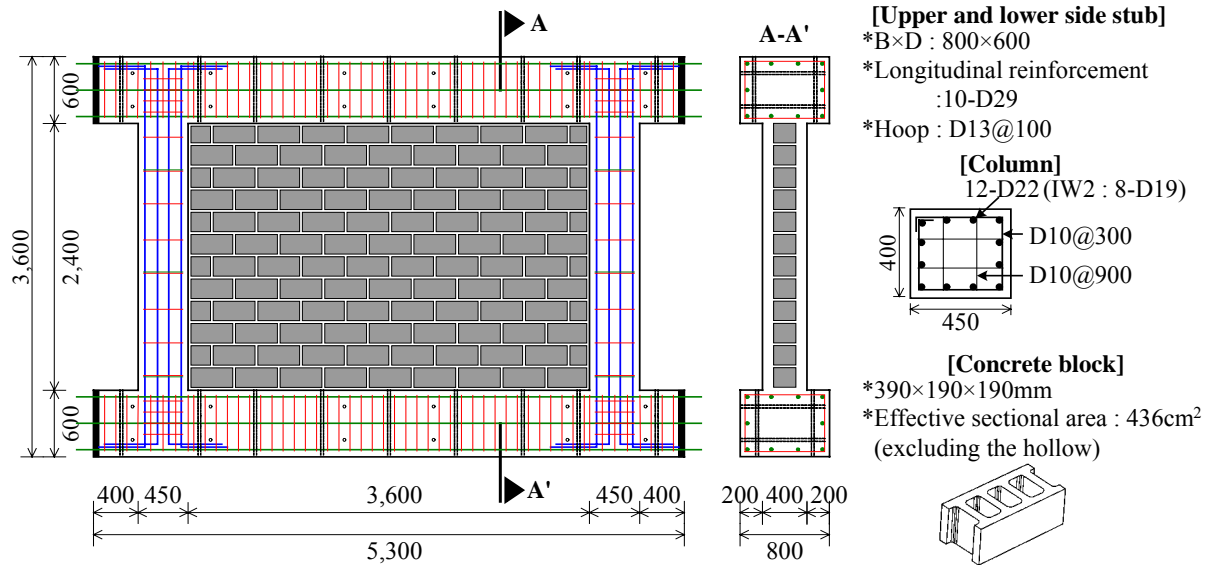 A
A'
600
2,400
600
3,600
400
450
3,600
450
400
5,300
A-A'
200
400
200
800
[Upper and lower side stub]
*B×D : 800×600
*Longitudinal reinforcement
:10-D29
*Hoop : D13@100
[Column]
12-D22 (IW2 : 8-D19)
D10@300
D10@900
400
450
[Concrete block]
*390×190×190mm
*Effective sectional area : 436cm²
(excluding the hollow)